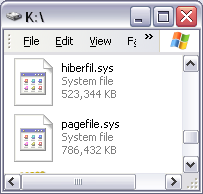 K:\
File Edit View »
hiberfil.sys
System file
523,344 KB
pagefile.sys
System file
786,432 KB